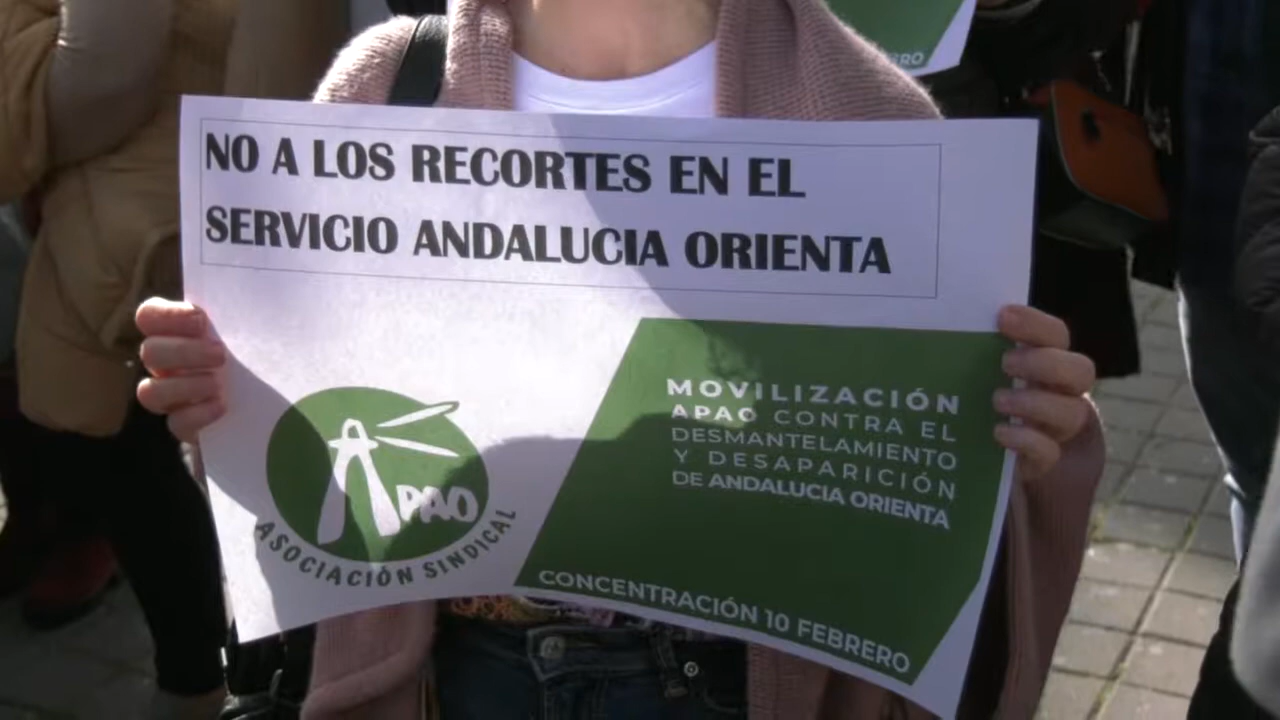 NO A LOS RECORTES EN EL
SERVICIO ANDALUCIA ORIENTA
MOVILIZACIÓN
APAO CONTRA EL
DESMANTELAMIENTO
Y DESAPARICIÓN
DE ANDALUCIA ORIENTA
APAO
ASOCIACIÓN SINDICAL
CONCENTRACIÓN 10 FEBRERO